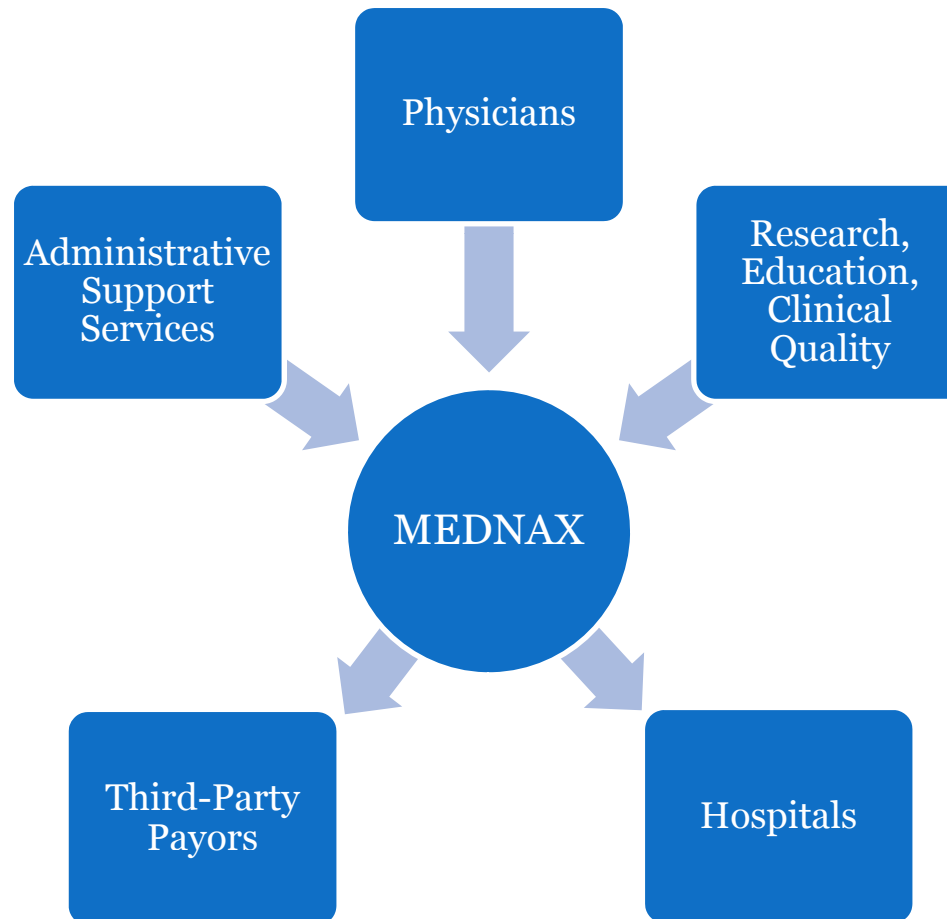 Physicians
Administrative
Support
Services
Research,
Education,
Clinical
Quality
MEDNAX
Third-Party
Payors
Hospitals